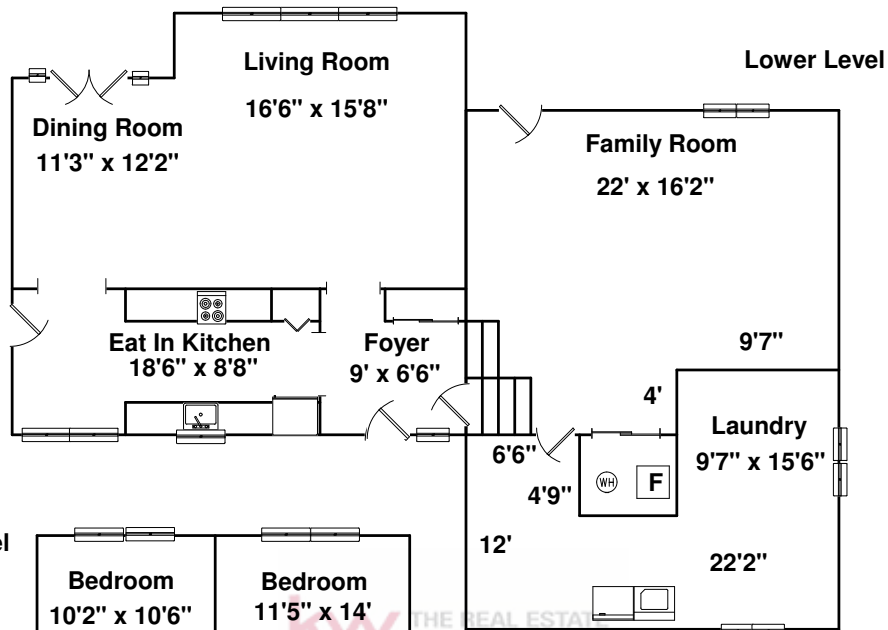 Living Room
16'6" x 15'8"
Lower Level
Dining Room
11'3" x 12'2"
Family Room
22' x 16'2"
Eat In Kitchen
18'6" x 8'8"
Foyer
9' x 6'6"
9'7"
4'
Laundry
9'7" x 15'6"
6'6"
4'9"
WH
F
12'
22'2"
el
Bedroom
10'2" x 10'6"
Bedroom
11'5" x 14'
kw THE REAL ESTATE